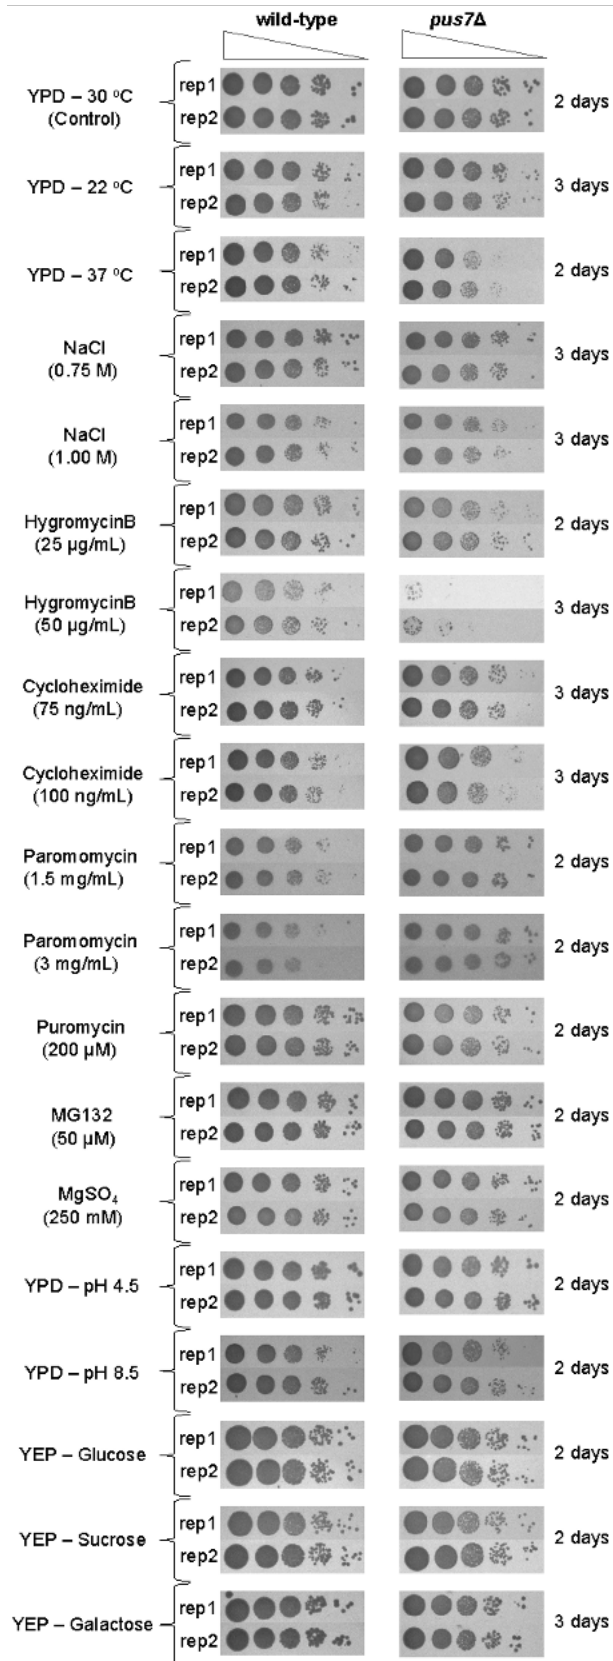 wild-type pus7Δ
YPD – 30 ºC
(Control)
rep1
rep2
2 days
YPD – 22 ºC
rep1
rep2
3 days
YPD – 37 ºC
rep1
rep2
2 days
NaCl
(0.75 M)
rep1
rep2
3 days
NaCl
(1.00 M)
rep1
rep2
3 days
HygromycinB
(25 µg/mL)
rep1
rep2
2 days
HygromycinB
(50 µg/mL)
rep1
rep2
3 days
Cycloheximide
(75 ng/mL)
rep1
rep2
3 days
Cycloheximide
(100 ng/mL)
rep1
rep2
3 days
Paromomycin
(1.5 mg/mL)
rep1
rep2
2 days
Paromomycin
(3 mg/mL)
rep1
rep2
2 days
Puromycin
(200 µM)
rep1
rep2
2 days
MG132
(50 µM)
rep1
rep2
2 days
MgSO₄
(250 mM)
rep1
rep2
2 days
YPD – pH 4.5
rep1
rep2
2 days
YPD – pH 8.5
rep1
rep2
2 days
YEP – Glucose
rep1
rep2
2 days
YEP – Sucrose
rep1
rep2
2 days
YEP – Galactose
rep1
rep2
3 days